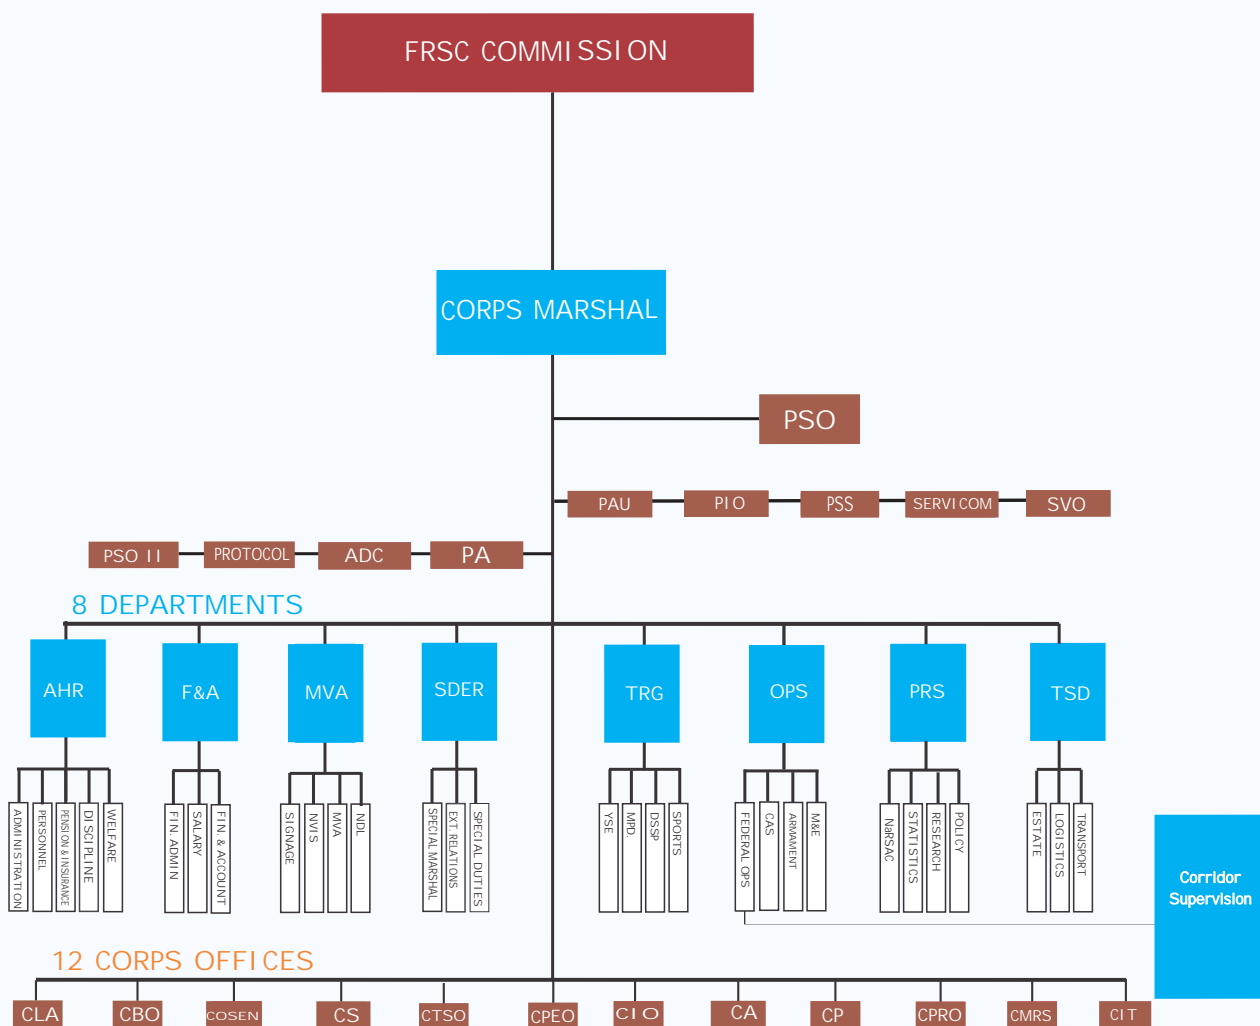 FRSC COMMISSION
CORPS MARSHAL
PSO
PAU
PIO
PSS
SERVICOM
SVO
PSO II
PROTOCOL
ADC
PA
8 DEPARTMENTS
AHR
F&A
MVA
SDER
TRG
OPS
PRS
TSD
ADMINISTRATION
PERSONNEL
PENSION & INSURANCE
DISCIPLINE
WELFARE
FIN. ADMIN
SALARY
FIN. & ACCOUNT
SIGNAGE
NVIS
MVA
NDL
SPECIAL MARSHAL
EXT. RELATIONS
SPECIAL DUTIES
YSE
MPD.
DSSP
SPORTS
FEDERAL OPS
CAS
ARMAMENT
M&E
NaRSAC
STATISTICS
RESEARCH
POLICY
ESTATE
LOGISTICS
TRANSPORT
Corridor
Supervision
12 CORPS OFFICES
CLA
CBO
COSEN
CS
CTSO
CPEO
CIO
CA
CP
CPRO
CMRS
CIT